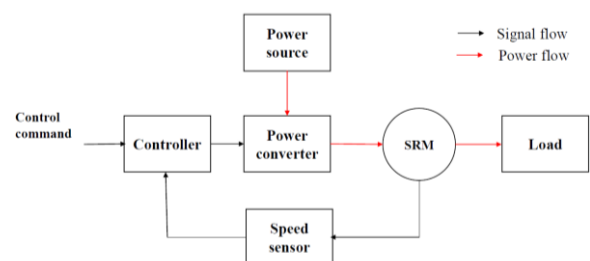 Power
source
Signal flow
Power flow
Control
command
Controller
Power
converter
SRM
Load
Speed
sensor